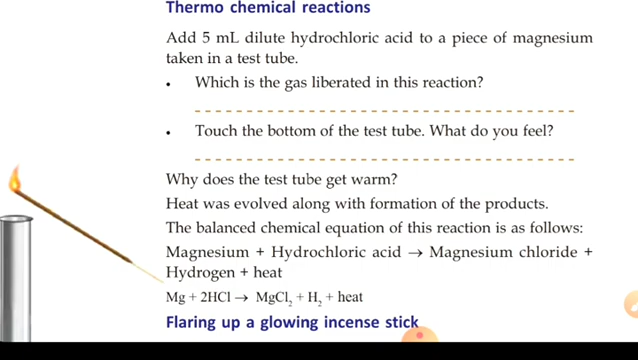 Thermo chemical reactions
Add 5 mL dilute hydrochloric acid to a piece of magnesium
taken in a test tube.
• Which is the gas liberated in this reaction?
• Touch the bottom of the test tube. What do you feel?
Why does the test tube get warm?
Heat was evolved along with formation of the products.
The balanced chemical equation of this reaction is as follows:
Magnesium + Hydrochloric acid → Magnesium chloride +
Hydrogen + heat
Mg + 2HCl → MgCl₂ + H₂ + heat
Flaring up a glowing incense stick